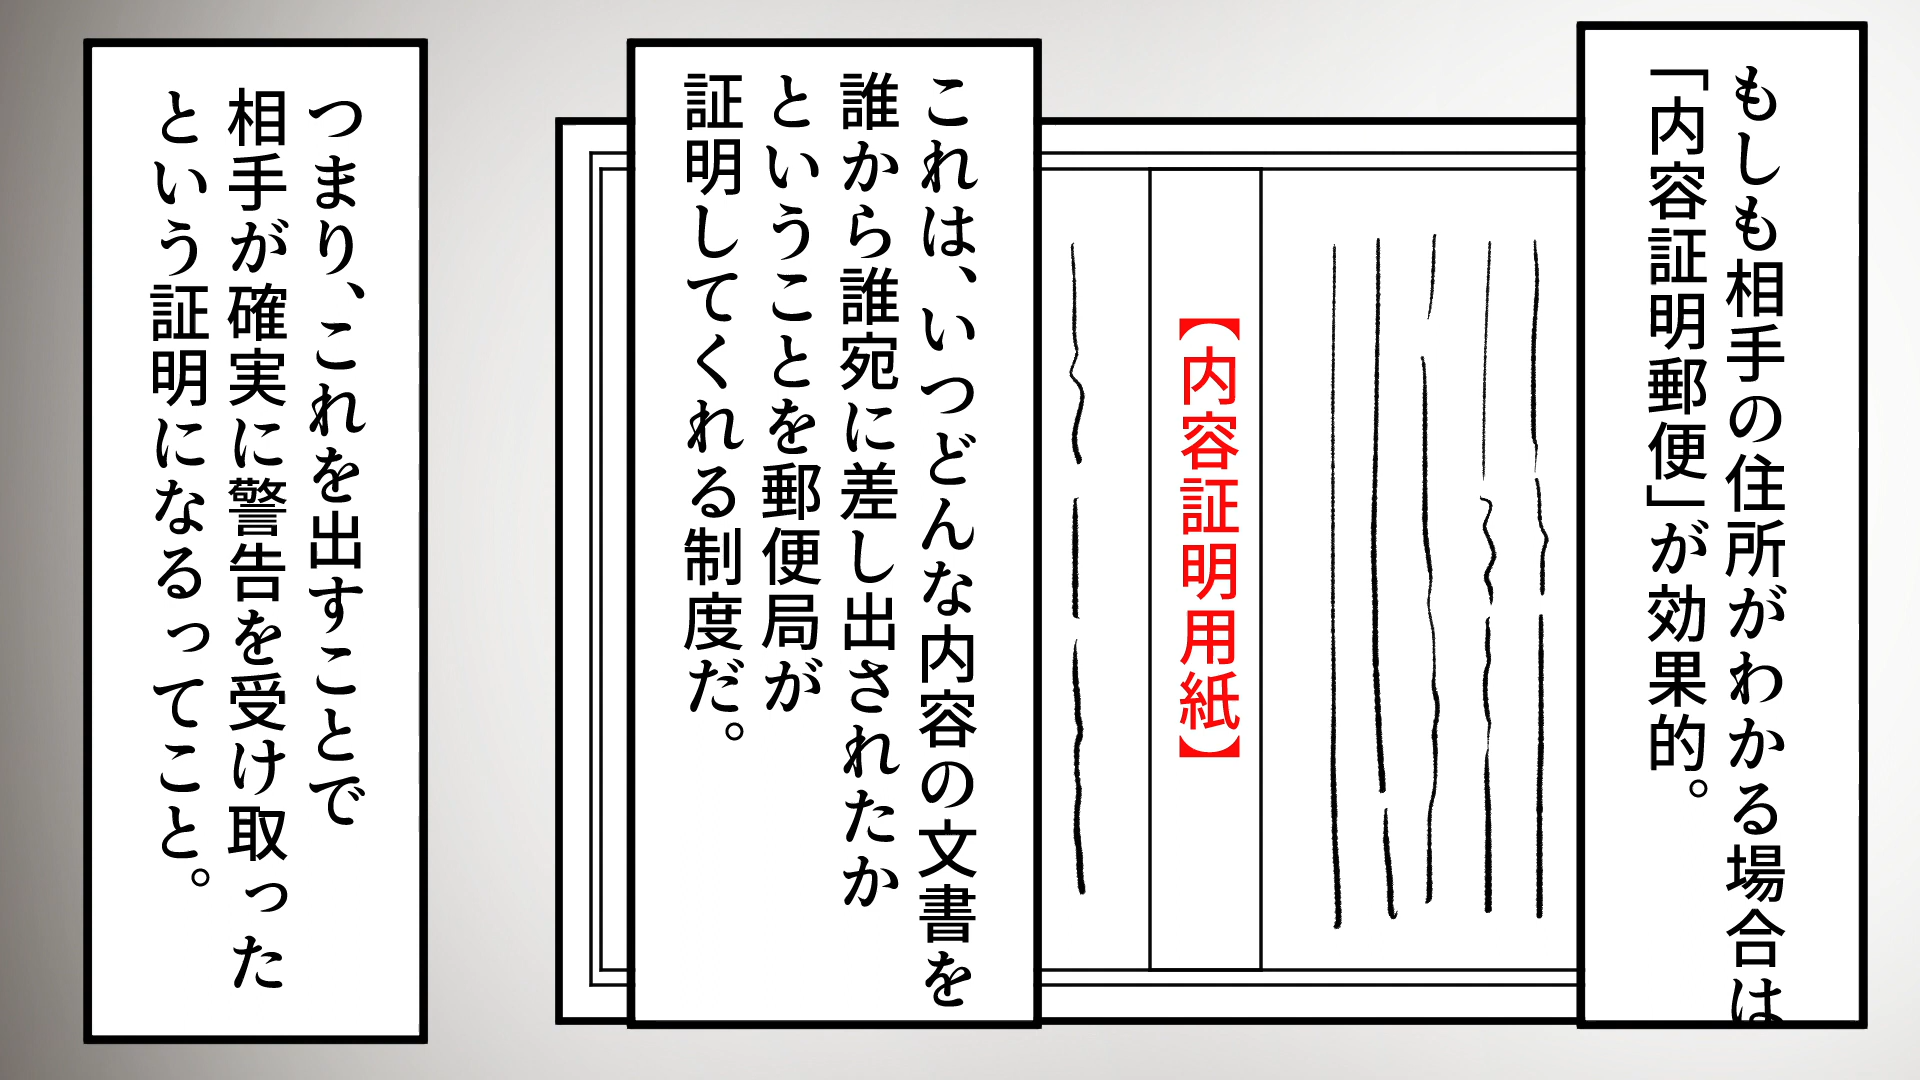 もしも相手の住所がわかる場合は
「内容証明郵便」が効果的。
【内容証明用紙】
これは、いつどんな内容の文書を
誰から誰宛に差し出されたか
ということを郵便局が
証明してくれる制度だ。
つまり、これを出すことで
相手が確実に警告を受け取った
という証明になるってこと。